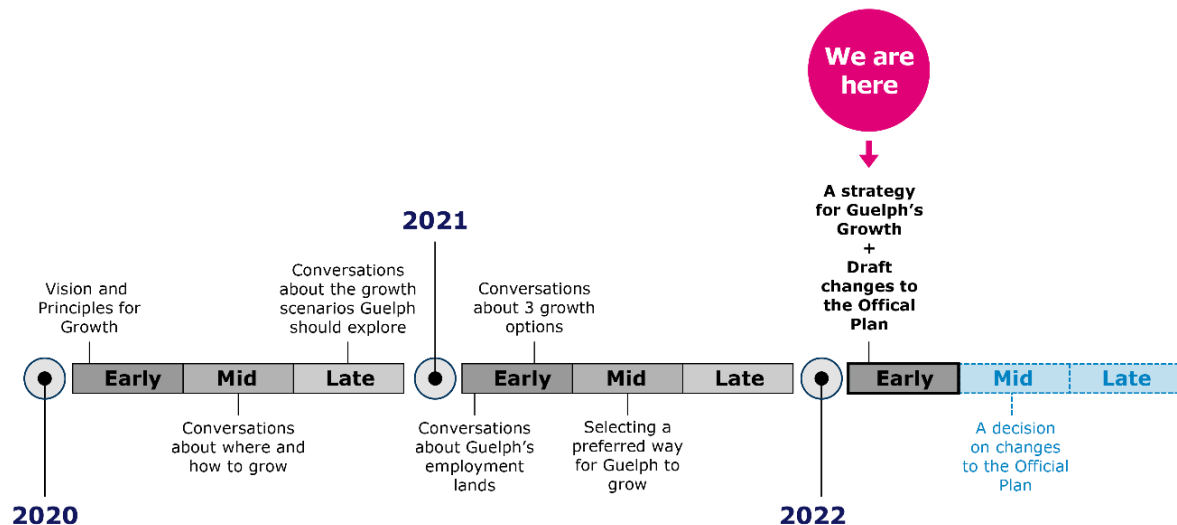 We are
here
A strategy
for Guelph's
Growth
+
Draft
changes to
the Offical
Plan
2021
Vision and
Principles for
Growth
Conversations
about the growth
scenarios Guelph
should explore
Conversations
about 3 growth
options
Early
Mid
Late
Early
Mid
Late
Early
Mid
Late
Conversations
about where and
how to grow
Conversations
about Guelph's
employment
lands
Selecting a
preferred way
for Guelph to
grow
A decision
on changes
to the Official
Plan
2020
2022